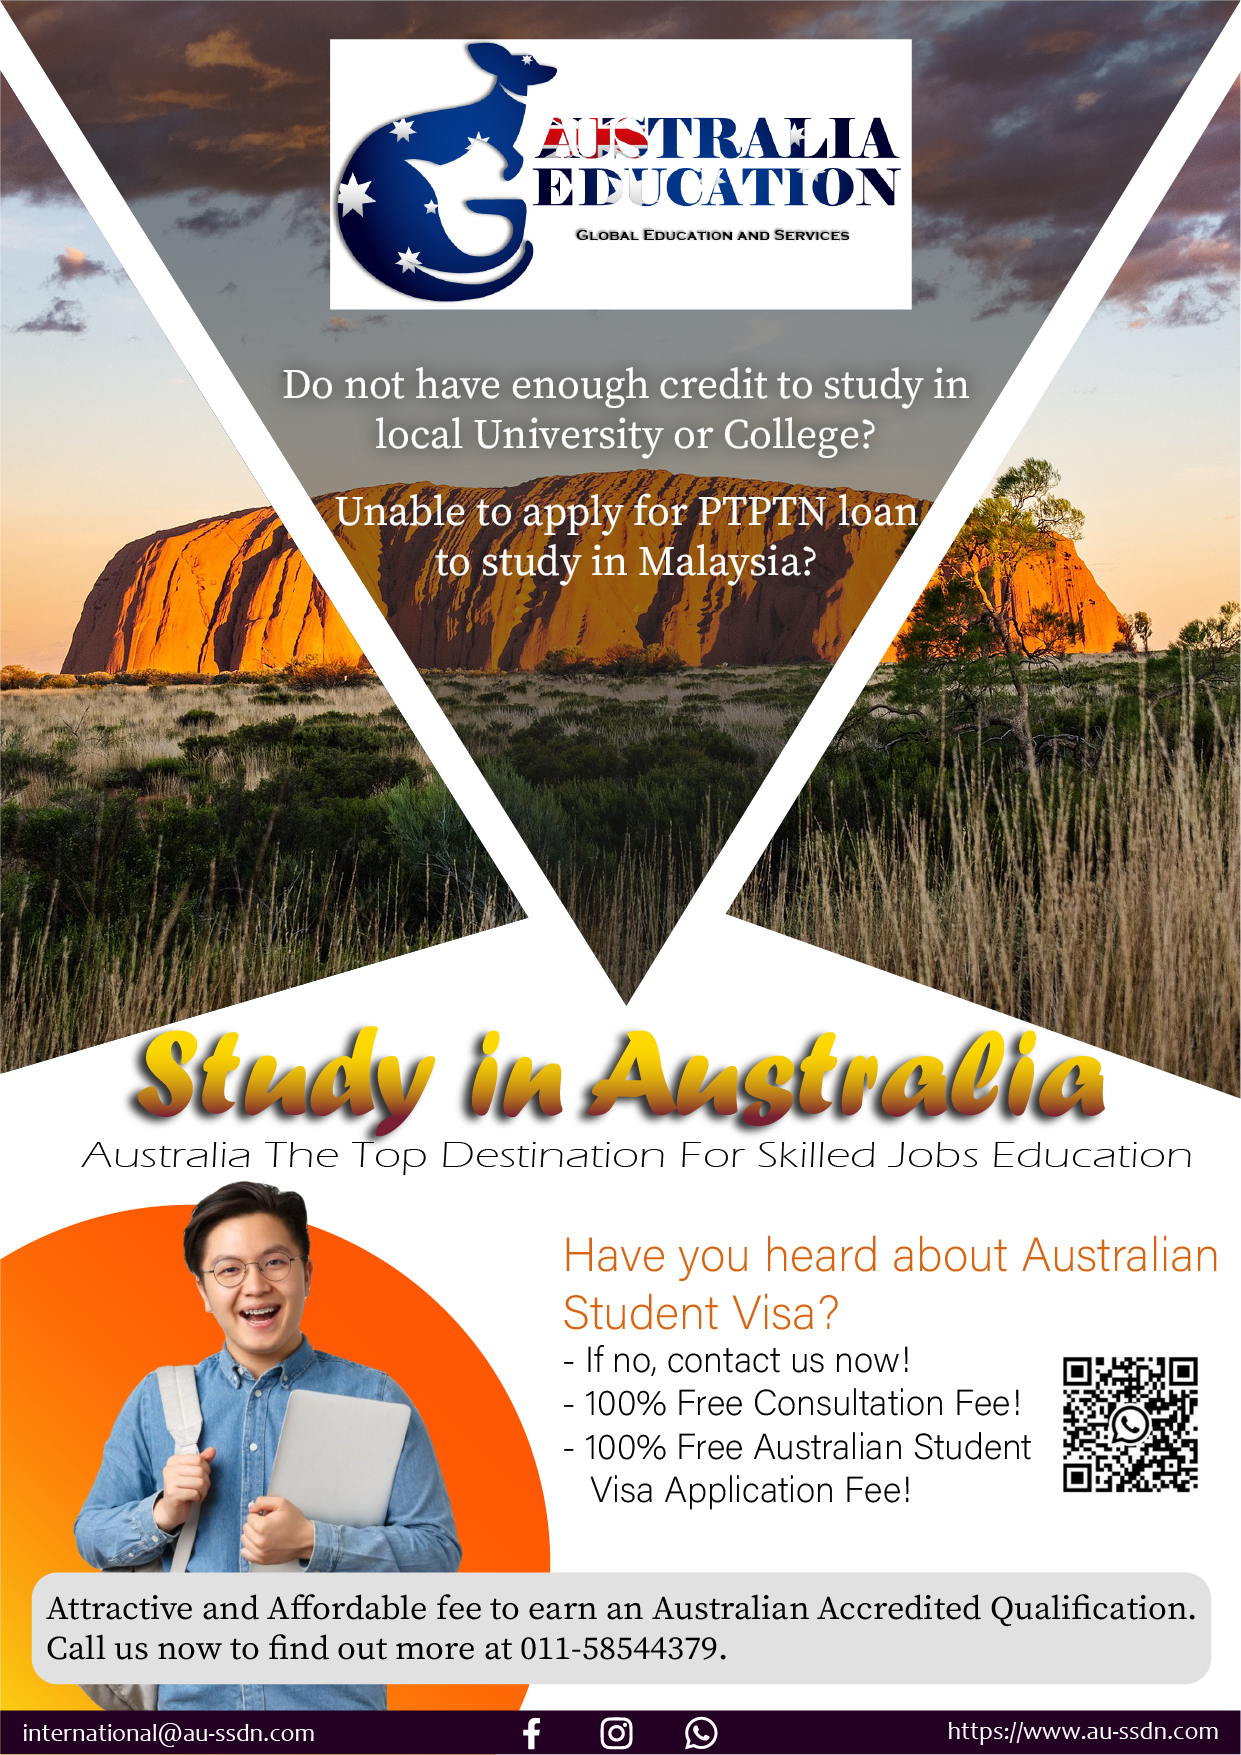 AUSTRALIA
EDUCATION
GLOBAL EDUCATION AND SERVICES
Do not have enough credit to study in
local University or College?
Unable to apply for PTPTN loan
to study in Malaysia?
Study in Australia
Australia The Top Destination For Skilled Jobs Education
Have you heard about Australian
Student Visa?
- If no, contact us now!
- 100% Free Consultation Fee!
- 100% Free Australian Student
Visa Application Fee!
Attractive and Affordable fee to earn an Australian Accredited Qualification.
Call us now to find out more at 011-58544379.
international@au-ssdn.com
https://www.au-ssdn.com